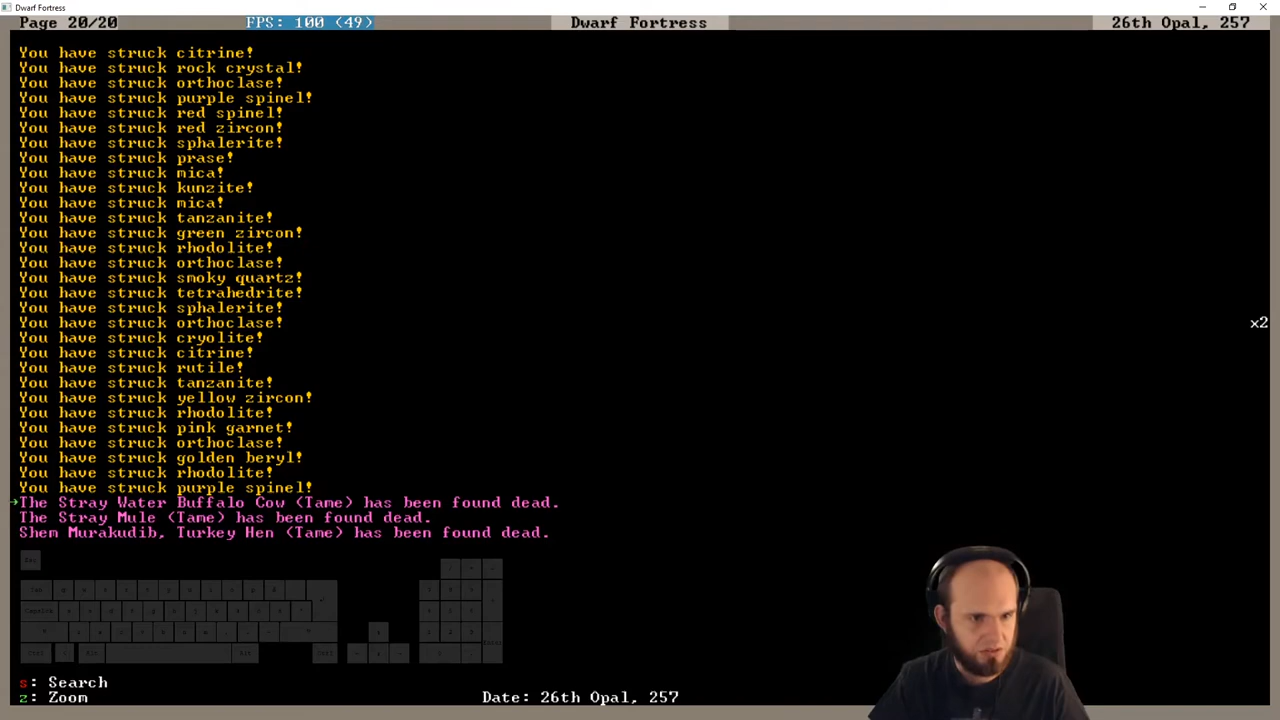 Dwarf Fortress
Page 20/20 FPS: 100 (49) Dwarf Fortress 26th Opal, 257
You have struck citrine!
You have struck rock crystal!
You have struck orthoclase!
You have struck purple spinel!
You have struck red spinel!
You have struck red zircon!
You have struck sphalerite!
You have struck prase!
You have struck mica!
You have struck kunzite!
You have struck mica!
You have struck tanzanite!
You have struck green zircon!
You have struck rhodolite!
You have struck orthoclase!
You have struck smoky quartz!
You have struck tetrahedrite!
You have struck sphalerite!
You have struck orthoclase!
x2
You have struck cryolite!
You have struck citrine!
You have struck rutile!
You have struck tanzanite!
You have struck yellow zircon!
You have struck rhodolite!
You have struck pink garnet!
You have struck orthoclase!
You have struck golden beryl!
You have struck rhodolite!
You have struck purple spinel!
→The Stray Water Buffalo Cow (Tame) has been found dead.
The Stray Mule (Tame) has been found dead.
Shem Murakudib, Turkey Hen (Tame) has been found dead.
s: Search
z: Zoom Date: 26th Opal, 257